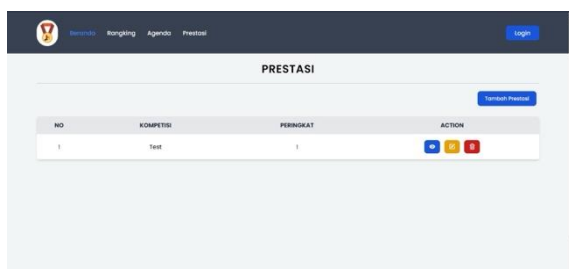 Beranda Rangking Agenda Prestasi Login
PRESTASI
Tambah Prestasi
NO KOMPETISI PERINGKAT ACTION
1 Test 1